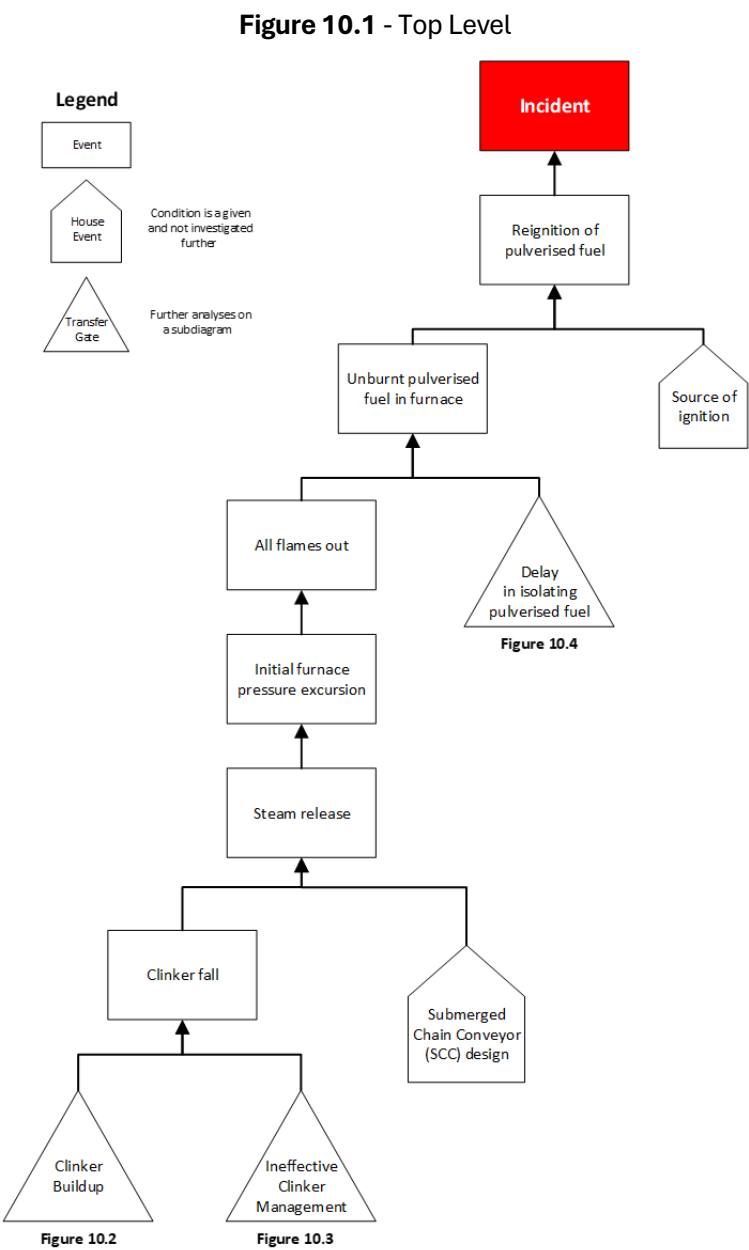 Figure 10.1 - Top Level
Legend
Event
House
Event
Condition is a given
and not investigated
further
Transfer
Gate
Further analyses on
a subdiagram
Incident
Reignition of
pulverised fuel
Unburnt pulverised
fuel in furnace
Source of
ignition
All flames out
Delay
in isolating
pulverised fuel
Figure 10.4
Initial furnace
pressure excursion
Steam release
Clinker fall
Submerged
Chain Conveyor
(SCC) design
Clinker
Buildup
Figure 10.2
Ineffective
Clinker
Management
Figure 10.3